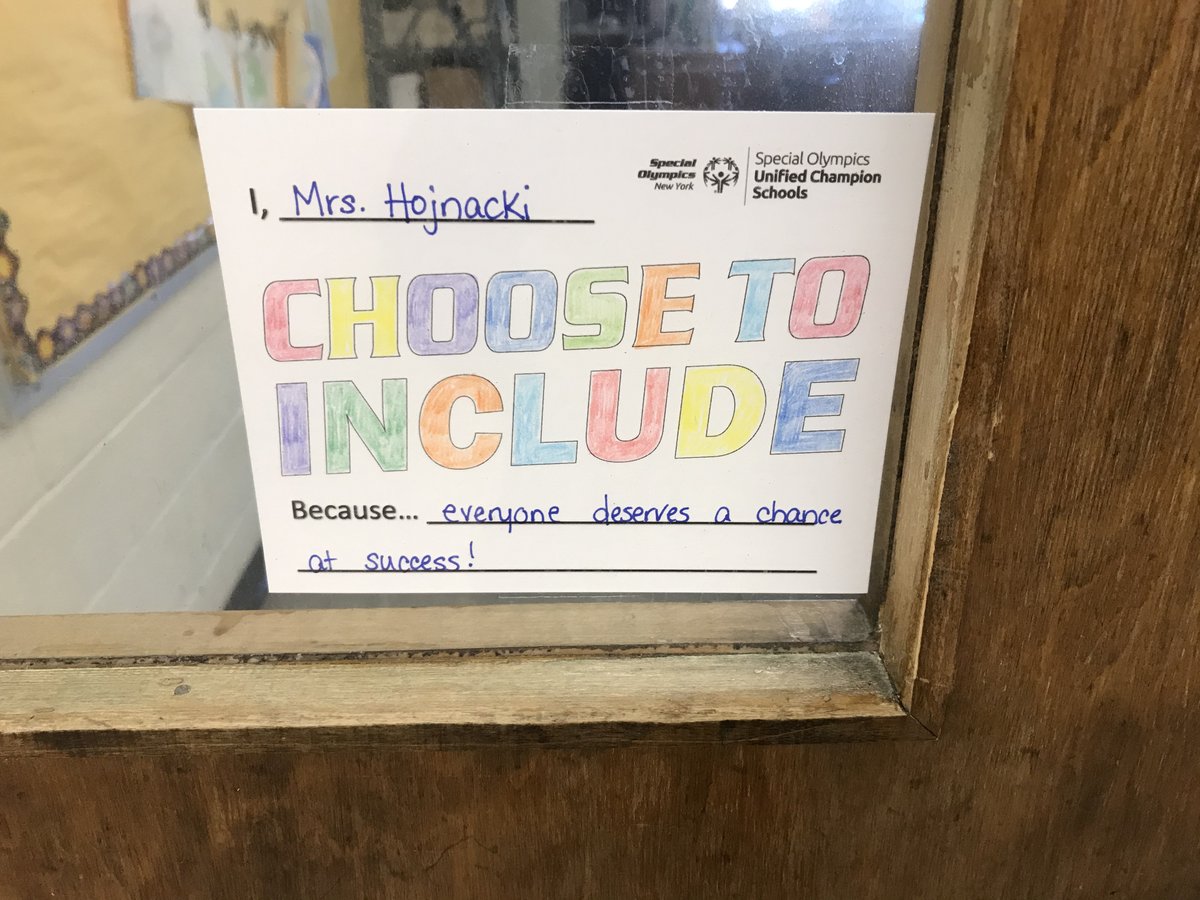 Special Olympics
New York
Special Olympics
Unified Champion
Schools
I, Mrs. Hojnacki
CHOOSE TO
INCLUDE
Because... everyone deserves a chance
at success!